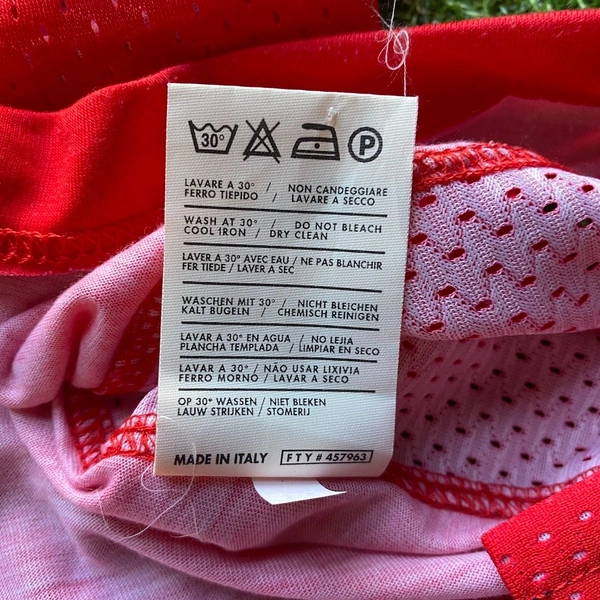 30° P
LAVARE A 30° / NON CANDEGGIARE
FERRO TIEPIDO / LAVARE A SECCO
WASH AT 30° / DO NOT BLEACH
COOL IRON / DRY CLEAN
LAVER A 30° AVEC EAU / NE PAS BLANCHIR
FER TIEDE / LAVER A SEC
WASCHEN MIT 30° / NICHT BLEICHEN
KALT BUGELN / CHEMISCH REINIGEN
LAVAR A 30° EN AGUA / NO LEJIA
PLANCHA TEMPLADA / LIMPIAR EN SECO
LAVAR A 30° / NÃO USAR LIXIVIA
FERRO MORNO / LAVAR A SECO
OP 30° WASSEN / NIET BLEKEN
LAUW STRIJKEN / STOMERIJ
MADE IN ITALY FTY# 457963